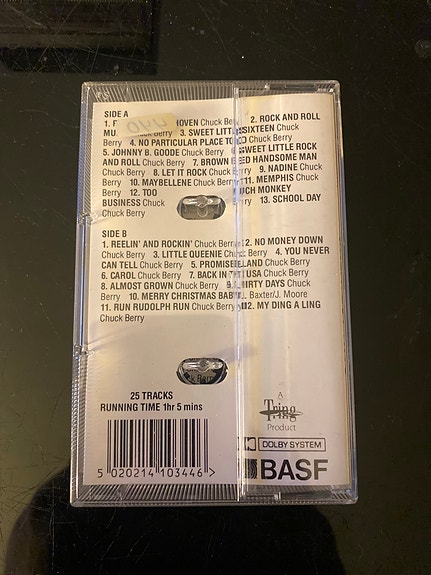 SIDE A
1. HOVEN Chuck Berry 2. ROCK AND ROLL
MU Chuck Berry 3. SWEET LITTLE SIXTEEN Chuck
Berry 4. NO PARTICULAR PLACE TO GO Chuck Berry
5. JOHNNY B. GOODE Chuck Berry 6. SWEET LITTLE ROCK
AND ROLL Chuck Berry 7. BROWN EYED HANDSOME MAN
Chuck Berry 8. LET IT ROCK Chuck Berry 9. NADINE Chuck
Berry 10. MAYBELLENE Chuck Berry 11. MEMPHIS Chuck
Berry 12. TOO MUCH MONKEY
BUSINESS Chuck 13. SCHOOL DAY
Chuck Berry
SIDE B
1. REELIN' AND ROCKIN' Chuck Berry 2. NO MONEY DOWN
Chuck Berry 3. LITTLE QUEENIE Chuck Berry 4. YOU NEVER
CAN TELL Chuck Berry 5. PROMISED LAND Chuck Berry
6. CAROL Chuck Berry 7. BACK IN THE USA Chuck Berry
8. ALMOST GROWN Chuck Berry 9. DIRTY DAYS Chuck
Berry 10. MERRY CHRISTMAS BABY L. Baxter/J. Moore
11. RUN RUDOLPH RUN Chuck Berry 12. MY DING A LING
Chuck Berry
25 TRACKS
RUNNING TIME 1hr 5 mins
A
Tring
Product
DOLBY SYSTEM
BASF
5 020214 103446 >